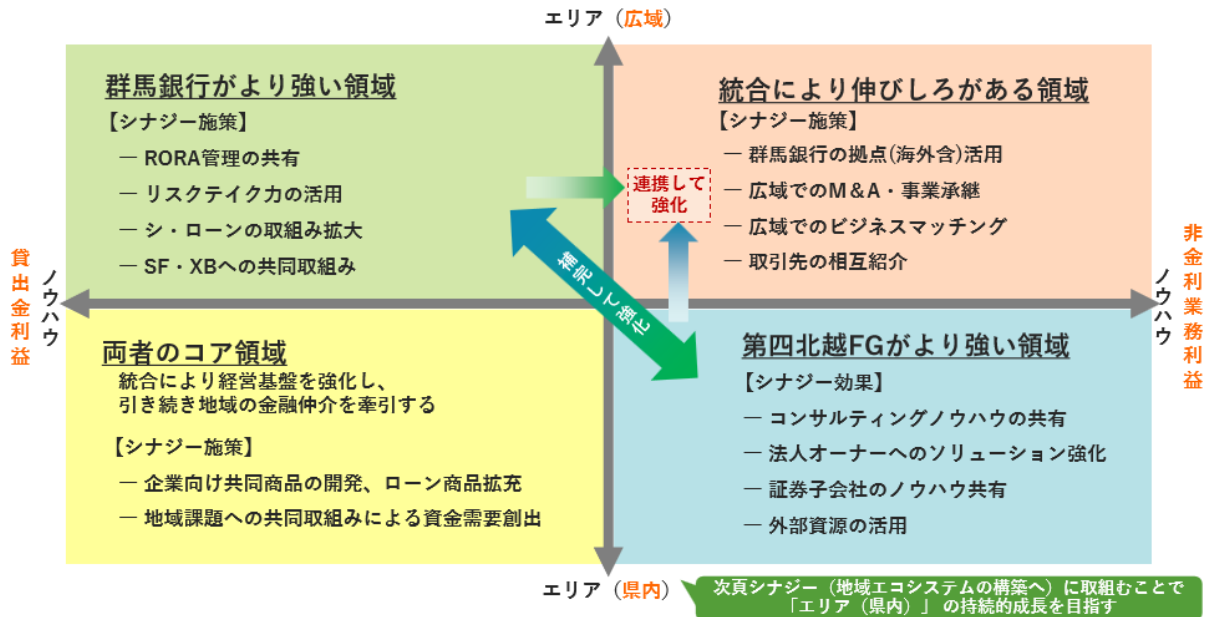 エリア（広域）
群馬銀行がより強い領域
【シナジー施策】
― RORA管理の共有
― リスクテイク力の活用
― シ・ローンの取組み拡大
― SF・XBへの共同取組み
統合により伸びしろがある領域
【シナジー施策】
― 群馬銀行の拠点(海外含)活用
― 広域でのM＆A・事業承継
― 広域でのビジネスマッチング
― 取引先の相互紹介
連携して
強化
補完して強化
貸出金利益
ノウハウ
非金利業務利益
ノウハウ
両者のコア領域
統合により経営基盤を強化し、
引き続き地域の金融仲介を牽引する
【シナジー施策】
― 企業向け共同商品の開発、ローン商品拡充
― 地域課題への共同取組みによる資金需要創出
第四北越FGがより強い領域
【シナジー効果】
― コンサルティングノウハウの共有
― 法人オーナーへのソリューション強化
― 証券子会社のノウハウ共有
― 外部資源の活用
エリア（県内）
次頁シナジー（地域エコシステムの構築へ）に取組むことで
「エリア（県内）」の持続的成長を目指す